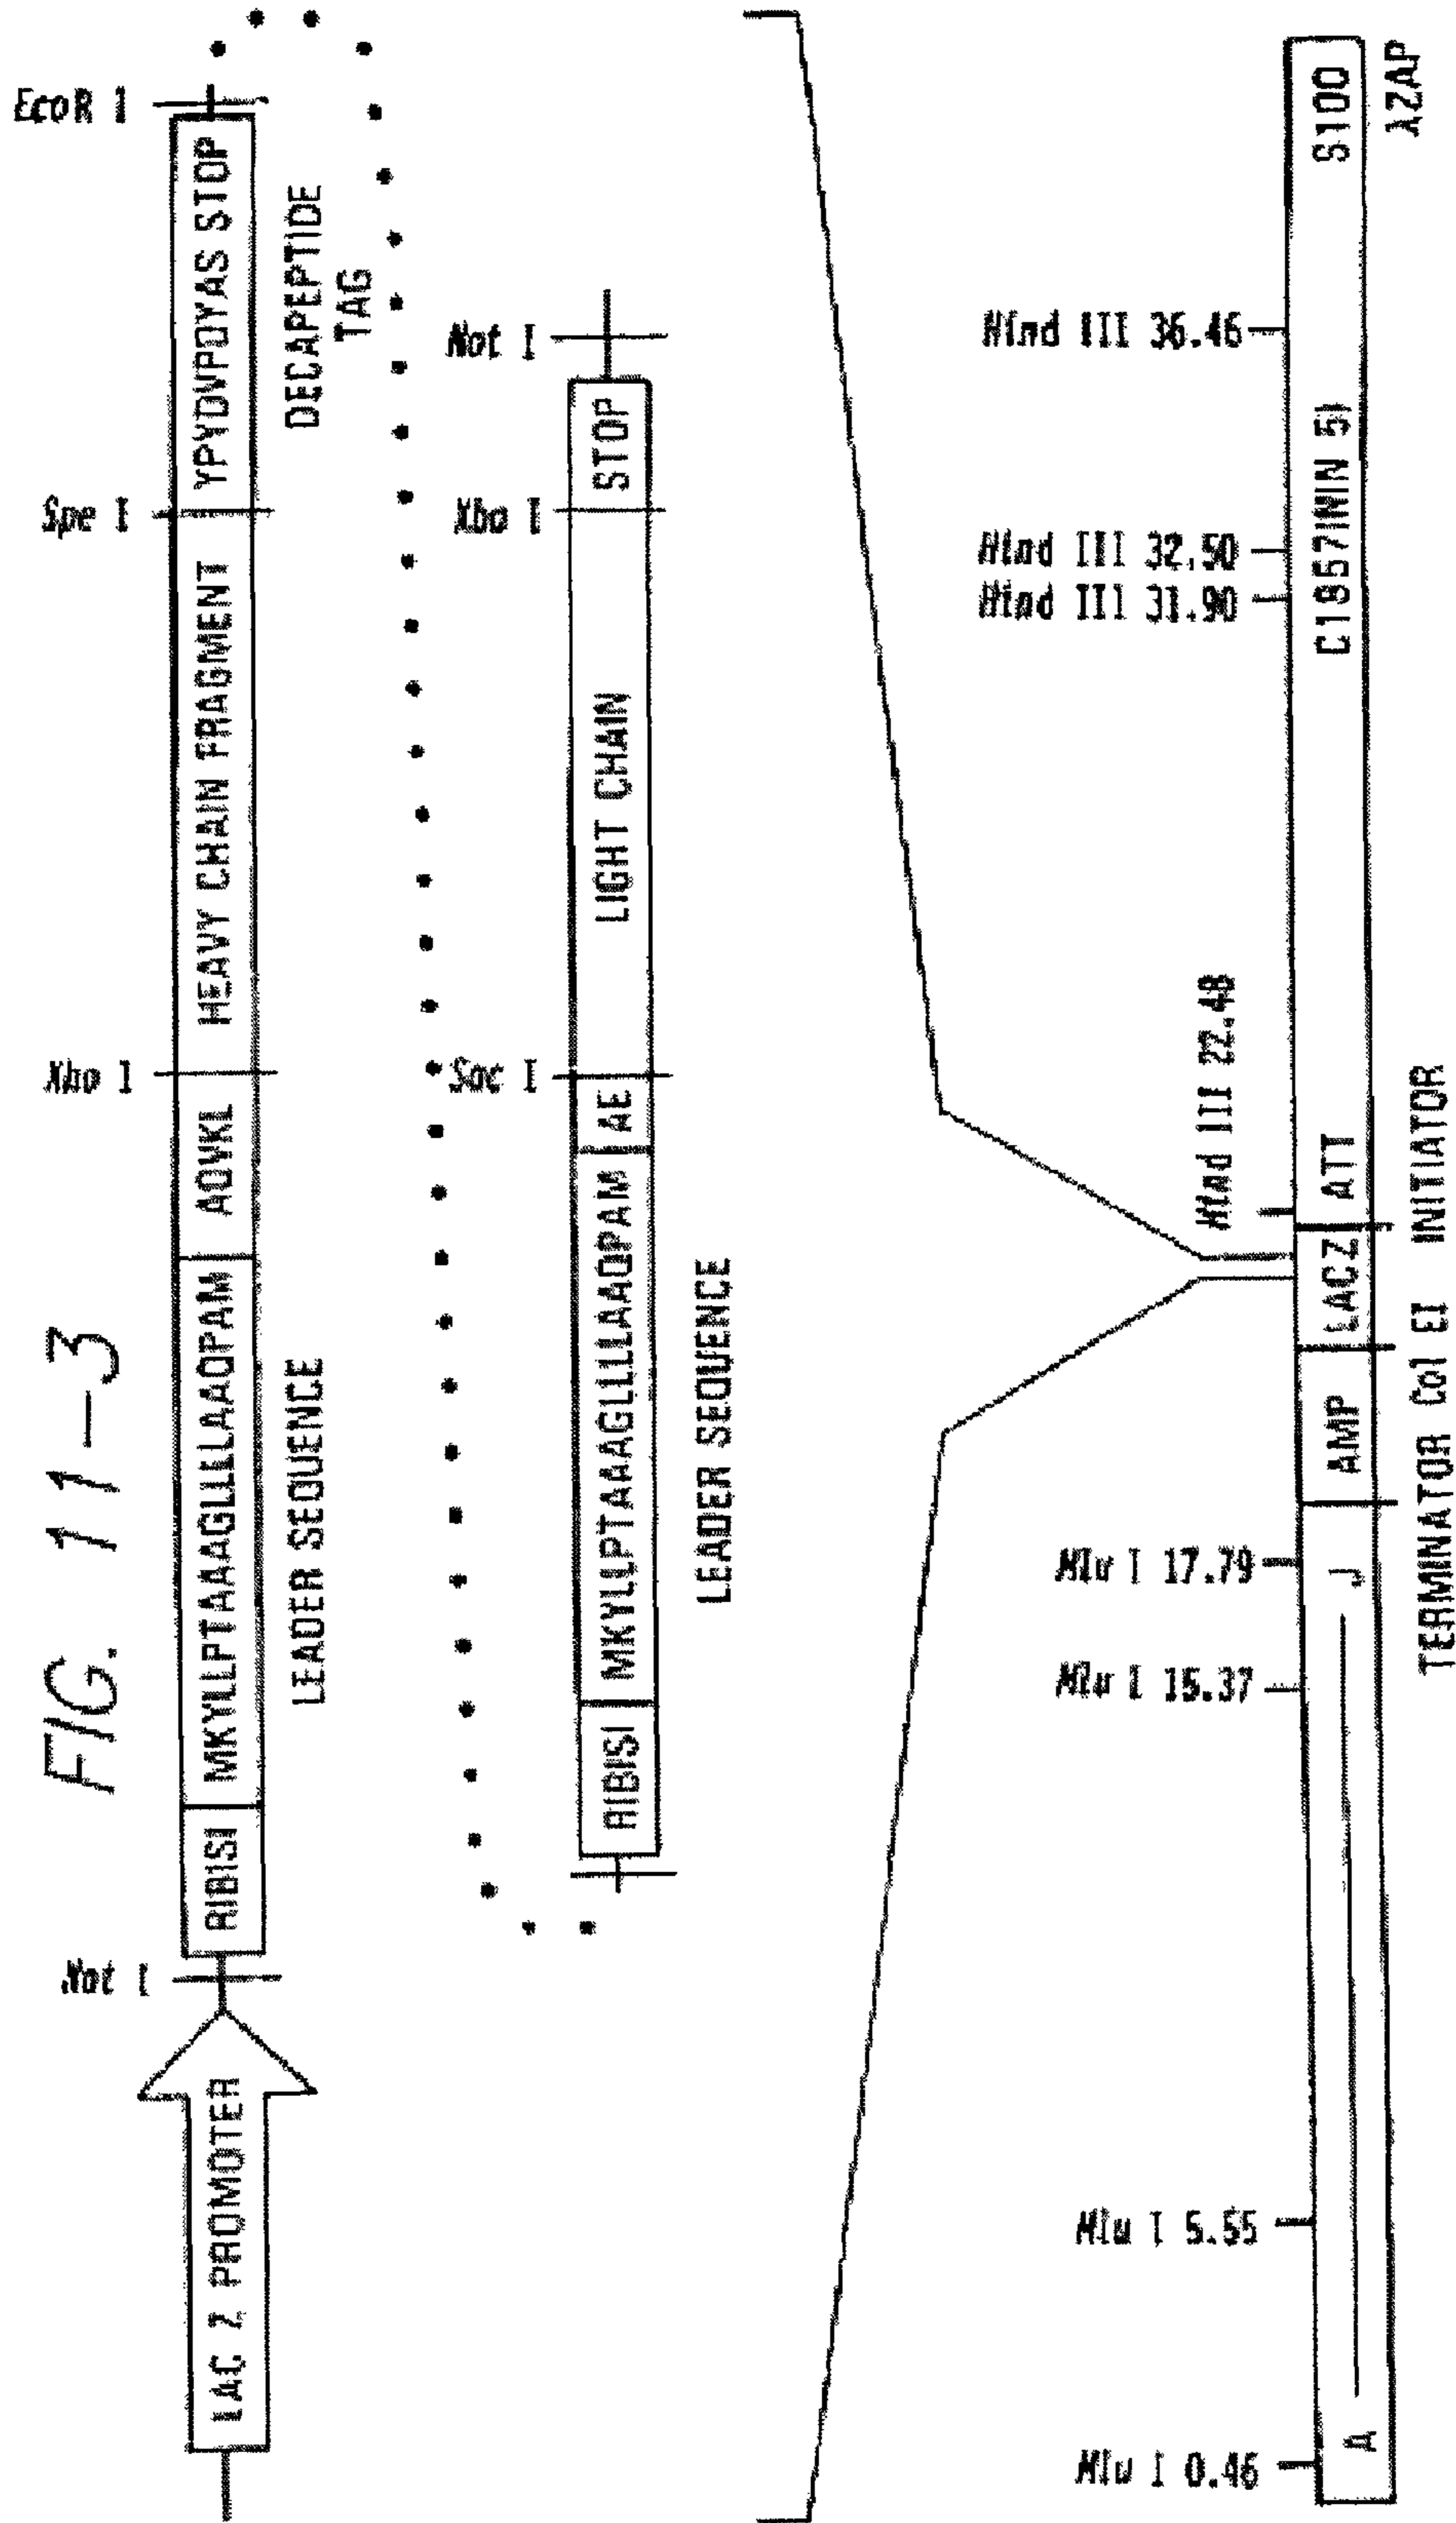 FIG. 11-3
Not I
Xho I
Spe I
EcoR I
LAC Z PROMOTER
RIBISI
MKYLLPTAAAGLLLLAAQPAM
AQVKL
HEAVY CHAIN FRAGMENT
YPYDVPDYAS STOP
LEADER SEQUENCE
DECAPEPTIDE
TAG
Sac I
Xba I
Not I
RIBISI
MKYLLPTAAAGLLLLAAQPAM
AE
LIGHT CHAIN
STOP
LEADER SEQUENCE
Mlu I 0.46
Mlu I 5.55
Mlu I 15.37
Mlu I 17.79
Hind III 22.48
Hind III 31.90
Hind III 32.50
Hind III 36.46
A
J
AMP
LACZ
ATT
C1857(NIN 5)
S100
TERMINATOR Col EI INITIATOR
λZAP